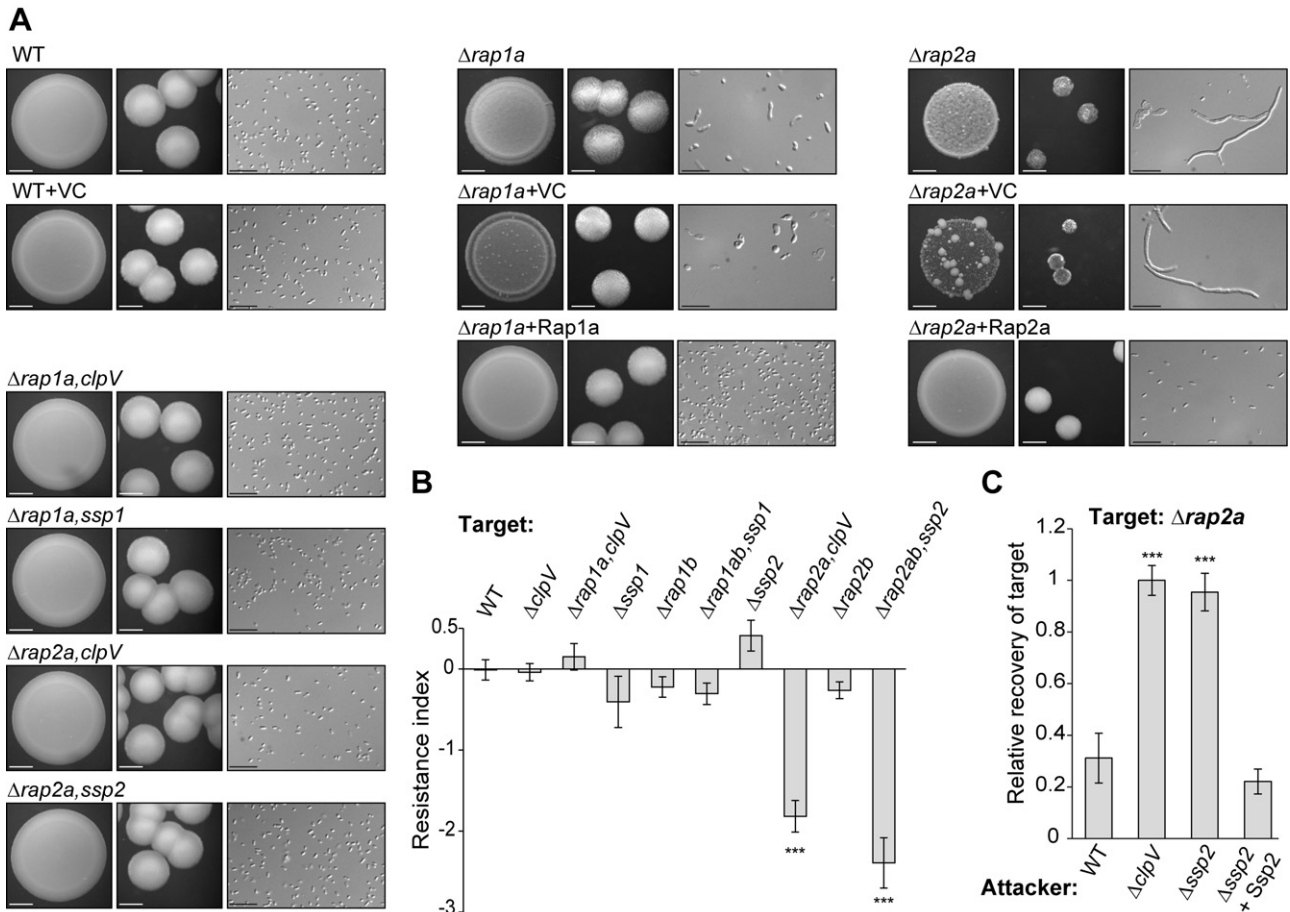 A
WT
WT+VC
Δrap1a,clpV
Δrap1a,ssp1
Δrap2a,clpV
Δrap2a,ssp2
Δrap1a
Δrap1a+VC
Δrap1a+Rap1a
Δrap2a
Δrap2a+VC
Δrap2a+Rap2a
B
Target:
WT
ΔclpV
Δrap1a,clpV
Δssp1
Δrap1b
Δrap1ab,ssp1
Δssp2
Δrap2a,clpV
Δrap2b
Δrap2ab,ssp2
Resistance index
0.5
0
-1
-2
-3
***
***
C
Target: Δrap2a
Relative recovery of target
1.2
1
0.8
0.6
0.4
0.2
0
***
***
Attacker:
WT
ΔclpV
Δssp2
Δssp2
+ Ssp2